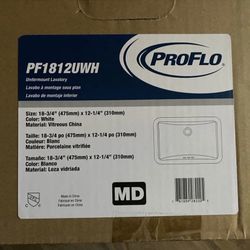 PROFLO
PF1812UWH
Undermount Lavatory
Lavabo à montage sous plan
Lavabo de montaje inferior
Size: 18-3/4" (475mm) x 12-1/4" (310mm)
Color: White
Material: Vitreous China
Taille: 18-3/4 po (475mm) x 12-1/4 po (310mm)
Couleur: Blanc
Matière: Porcelaine vitrifiée
Tamaño: 18-3/4" (475mm) x 12-1/4" (310mm)
Color: Blanco
Material: Loza vidriada
MD
Made in China